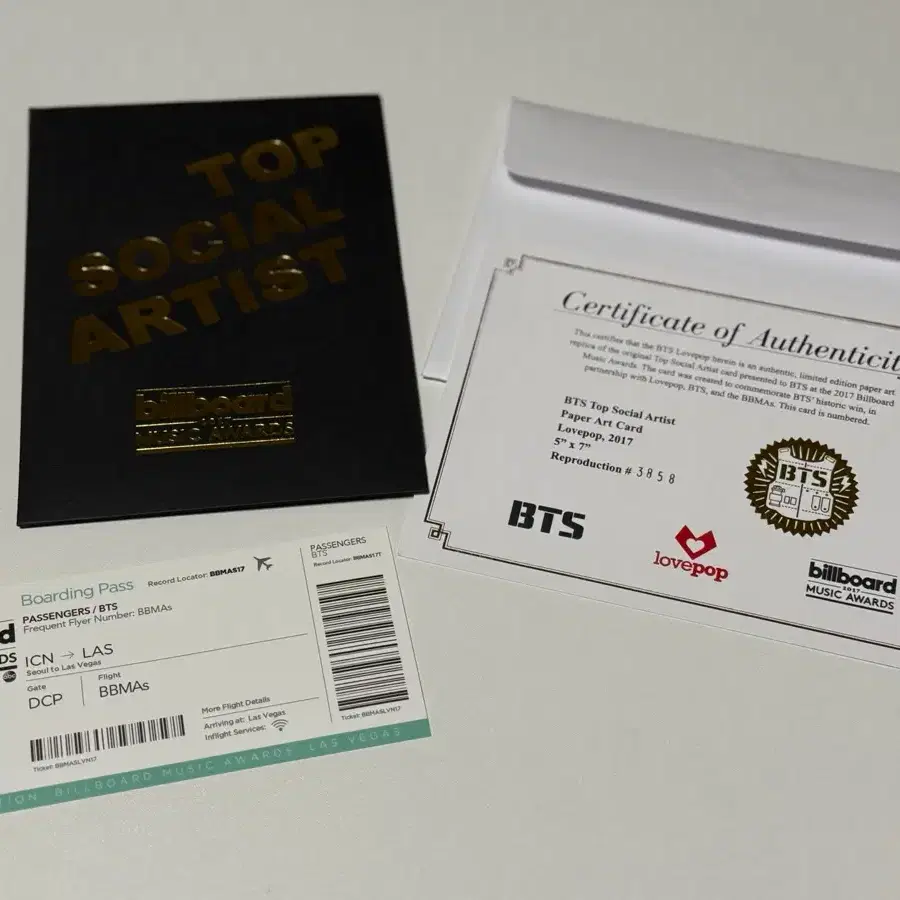 TOP
SOCIAL
ARTIST
billboard
MUSIC AWARDS
Certificate of Authenticit
This certifies that the BTS Lovepop herein is an authentic, limited edition paper art
replica of the original Top Social Artist card presented to BTS at the 2017 Billboard
Music Awards. The card was created to commemorate BTS' historic win, in
partnership with Lovepop, BTS, and the BBMAs. This card is numbered.
BTS Top Social Artist
Paper Art Card
Lovepop, 2017
5" x 7"
Reproduction # 3858
BTS
BTS
lovepop
billboard
2017
MUSIC AWARDS
d
DS
abc
Boarding Pass
Record Locator: BBMAS17
PASSENGERS / BTS
Frequent Flyer Number: BBMAs
ICN → LAS
Seoul to Las Vegas
Gate
DCP
Flight
BBMAs
More Flight Details
Arriving at: Las Vegas
Inflight Services:
Ticket: BBMASLVN17
PASSENGERS
BTS
Record Locator: BBMAS17T
Ticket: BBMASLVN17
ION BILLBOARD MUSIC AWARDS LAS VEGAS